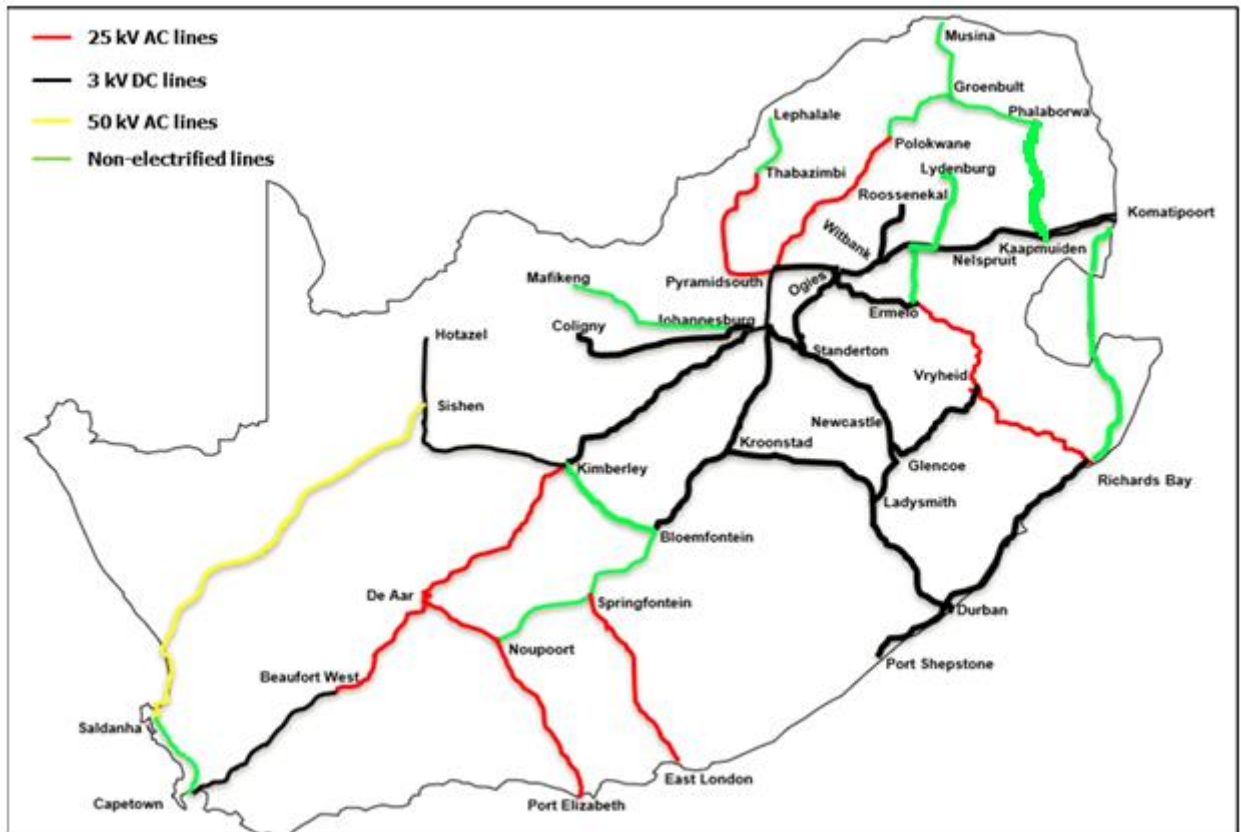 25 kV AC lines
3 kV DC lines
50 kV AC lines
Non-electrified lines
Musina
Groenbult
Phalaborwa
Lephalale
Polokwane
Thabazimbi
Lydenburg
Roossenekal
Komatipoort
Witbank
Kaapmuiden
Nelspruit
Pyramidsouth
Ogies
Mafikeng
Ermelo
Johannesburg
Coligny
Hotazel
Standerton
Vryheid
Sishen
Newcastle
Kroonstad
Glencoe
Kimberley
Richards Bay
Ladysmith
Bloemfontein
De Aar
Springfontein
Durban
Noupoort
Port Shepstone
Beaufort West
Saldanha
East London
Capetown
Port Elizabeth